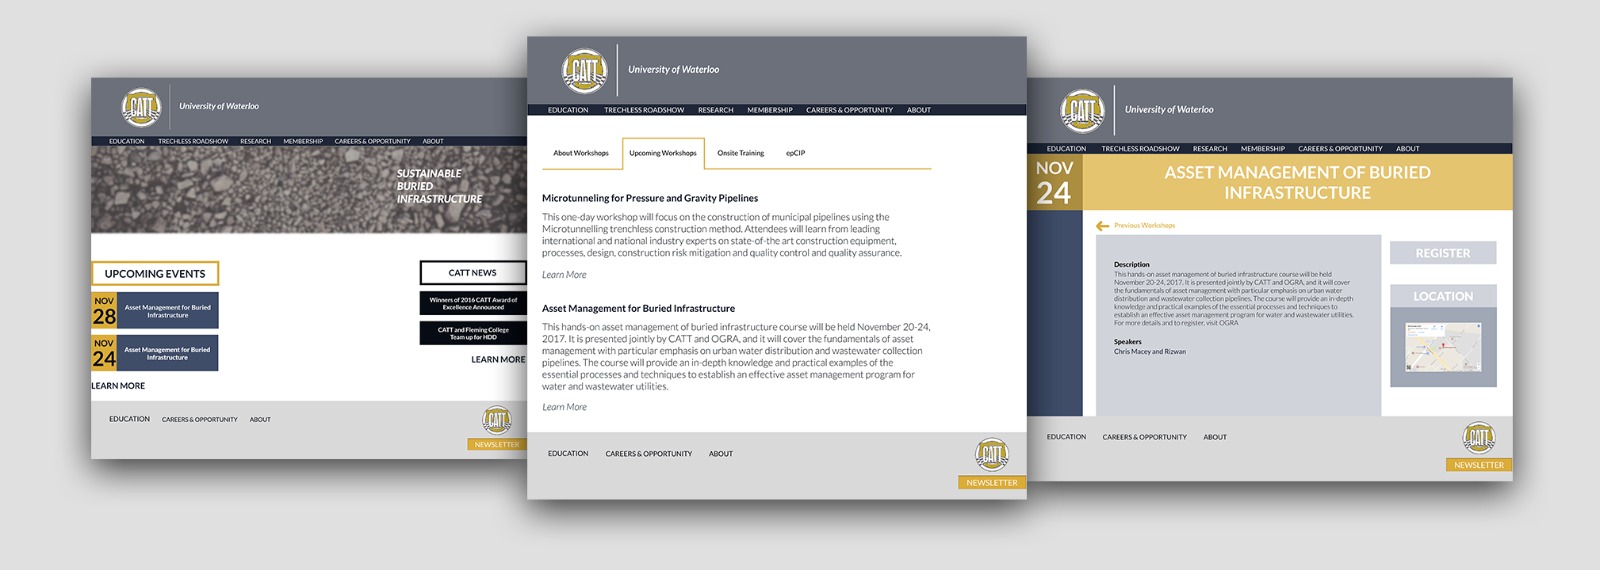 CATT
University of Waterloo
EDUCATION TRECHLESS ROADSHOW RESEARCH MEMBERSHIP CAREERS & OPPORTUNITY ABOUT
SUSTAINABLE
BURIED
INFRASTRUCTURE
UPCOMING EVENTS
NOV
28
Asset Management for Buried
Infrastructure
NOV
24
Asset Management for Buried
Infrastructure
LEARN MORE
CATT NEWS
Winners of 2016 CATT Award of
Excellence Announced
CATT and Fleming College
Team up for HDD
LEARN MORE
EDUCATION CAREERS & OPPORTUNITY ABOUT
CATT
NEWSLETTER
CATT
University of Waterloo
EDUCATION TRECHLESS ROADSHOW RESEARCH MEMBERSHIP CAREERS & OPPORTUNITY ABOUT
About Workshops Upcoming Workshops Onsite Training epCIP
Microtunneling for Pressure and Gravity Pipelines
This one-day workshop will focus on the construction of municipal pipelines using the
Microtunnelling trenchless construction method. Attendees will learn from leading
international and national industry experts on state-of-the art construction equipment,
processes, design, construction risk mitigation and quality control and quality assurance.
Learn More
Asset Management for Buried Infrastructure
This hands-on asset management of buried infrastructure course will be held November 20-24,
2017. It is presented jointly by CATT and OGRA, and it will cover the fundamentals of asset
management with particular emphasis on urban water distribution and wastewater collection
pipelines. The course will provide an in-depth knowledge and practical examples of the
essential processes and techniques to establish an effective asset management program for
water and wastewater utilities.
Learn More
EDUCATION CAREERS & OPPORTUNITY ABOUT
CATT
NEWSLETTER
CATT
University of Waterloo
EDUCATION TRECHLESS ROADSHOW RESEARCH MEMBERSHIP CAREERS & OPPORTUNITY ABOUT
NOV
24
ASSET MANAGEMENT OF BURIED
INFRASTRUCTURE
Previous Workshops
Description
This hands-on asset management of buried infrastructure course will be held
November 20-24, 2017. It is presented jointly by CATT and OGRA, and it will cover
the fundamentals of asset management with particular emphasis on urban water
distribution and wastewater collection pipelines. The course will provide an in-depth
knowledge and practical examples of the essential processes and techniques to
establish an effective asset management program for water and wastewater utilities.
For more details and to register, visit OGRA
Speakers
Chris Macey and Rizwan
REGISTER
LOCATION
EDUCATION CAREERS & OPPORTUNITY ABOUT
CATT
NEWSLETTER